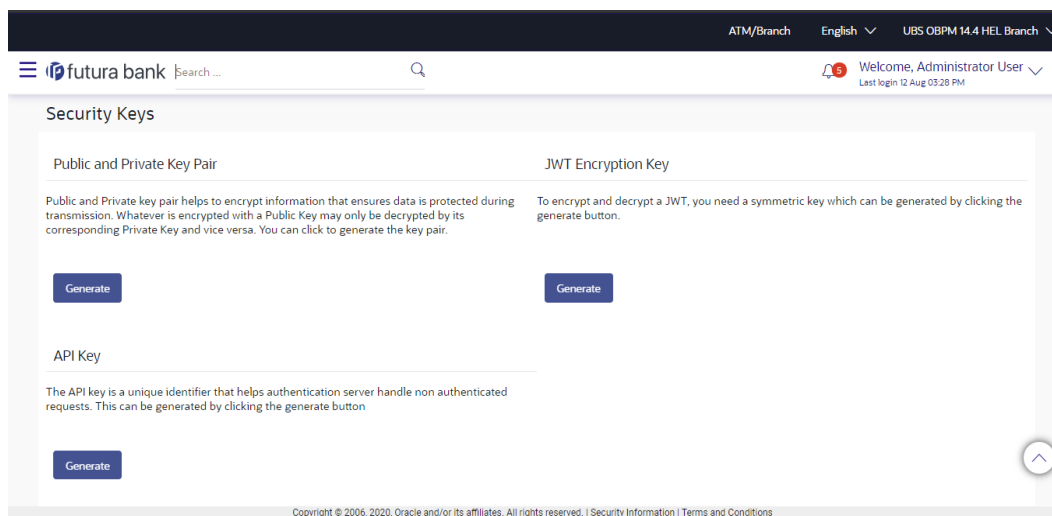 ATM/Branch English UBS OBPM 14.4 HEL Branch
futura bank Search ... 5 Welcome, Administrator User
Last login 12 Aug 03:28 PM
Security Keys
Public and Private Key Pair
Public and Private key pair helps to encrypt information that ensures data is protected during
transmission. Whatever is encrypted with a Public Key may only be decrypted by its
corresponding Private Key and vice versa. You can click to generate the key pair.
Generate
JWT Encryption Key
To encrypt and decrypt a JWT, you need a symmetric key which can be generated by clicking the
generate button.
Generate
API Key
The API key is a unique identifier that helps authentication server handle non authenticated
requests. This can be generated by clicking the generate button
Generate
Copyright © 2006, 2020, Oracle and/or its affiliates. All rights reserved. | Security Information | Terms and Conditions